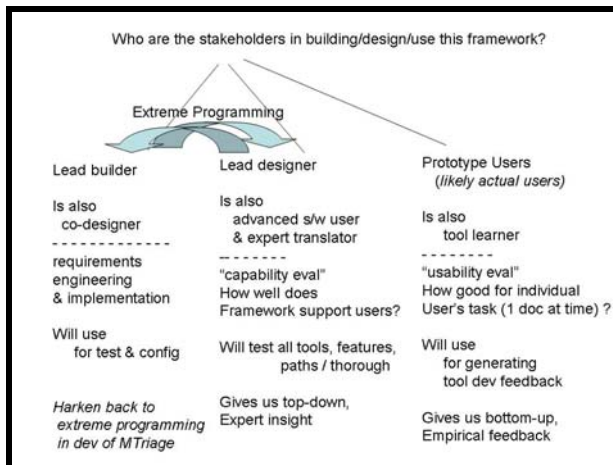 Who are the stakeholders in building/design/use this framework?
Extreme Programming
Lead builder
Is also
co-designer
- - - - - - - - - - - - -
requirements
engineering
& implementation
Will use
for test & config
Harken back to
extreme programming
in dev of MTriage
Lead designer
Is also
advanced s/w user
& expert translator
-- - - - - - -
“capability eval”
How well does
Framework support users?
Will test all tools, features,
paths / thorough
Gives us top-down,
Expert insight
Prototype Users
(likely actual users)
Is also
tool learner
- - - - - - - -
“usability eval”
How good for individual
User's task (1 doc at time) ?
Will use
for generating
tool dev feedback
Gives us bottom-up,
Empirical feedback